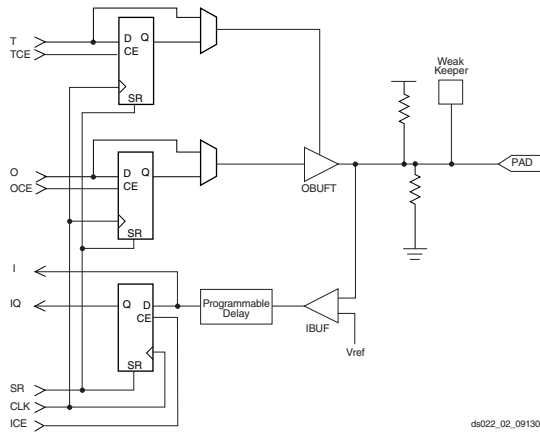 T
TCE
D Q
CE
SR
Weak
Keeper
O
OCE
D Q
CE
SR
OBUFT
PAD
I
IQ
Q D
CE
SR
Programmable
Delay
IBUF
Vref
SR
CLK
ICE
ds022_02_09130